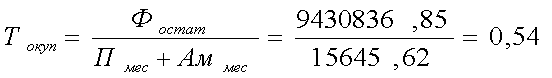 Т окуп = Ф остат / П мес + Ам мес = 9430836 ,85 / 15645 ,62 = 0,54